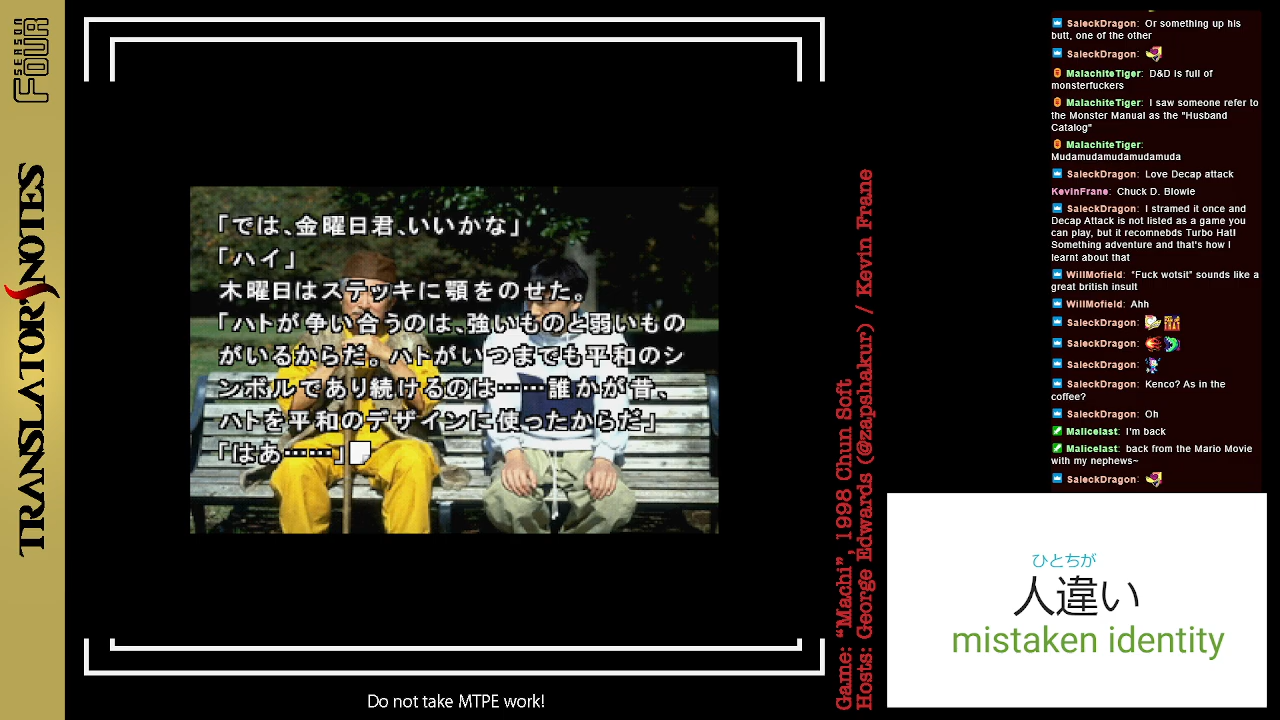 SEASON
FOUR
TRANSLATOR'S NOTES
「では、金曜日君、いいかな」
「ハイ」
木曜日はステッキに顎をのせた。
「ハトが争い合うのは、強いものと弱いもの
がいるからだ。ハトがいつまでも平和のシ
ンボルであり続けるのは……誰かが昔、
ハトを平和のデザインに使ったからだ」
「はあ……」
Do not take MTPE work!
Game: "Machi", 1998 Chun Soft
Hosts: George Edwards (@zapshakur) / Kevin Frane
SaleckDragon: Or something up his
butt, one of the other
SaleckDragon:
MalachiteTiger: D&D is full of
monsterfuckers
MalachiteTiger: I saw someone refer to
the Monster Manual as the "Husband
Catalog"
MalachiteTiger:
Mudamudamudamudamuda
SaleckDragon: Love Decap attack
KevinFrane: Chuck D. Blowie
SaleckDragon: I stramed it once and
Decap Attack is not listed as a game you
can play, but it recomnebds Turbo Hat!!
Something adventure and that's how I
learnt about that
WillMofield: "Fuck wotsit" sounds like a
great british insult
WillMofield: Ahh
SaleckDragon:
SaleckDragon:
SaleckDragon:
SaleckDragon: Kenco? As in the
coffee?
SaleckDragon: Oh
Malicelast: I'm back
Malicelast: back from the Mario Movie
with my nephews~
SaleckDragon:
ひとちが
人違い
mistaken identity